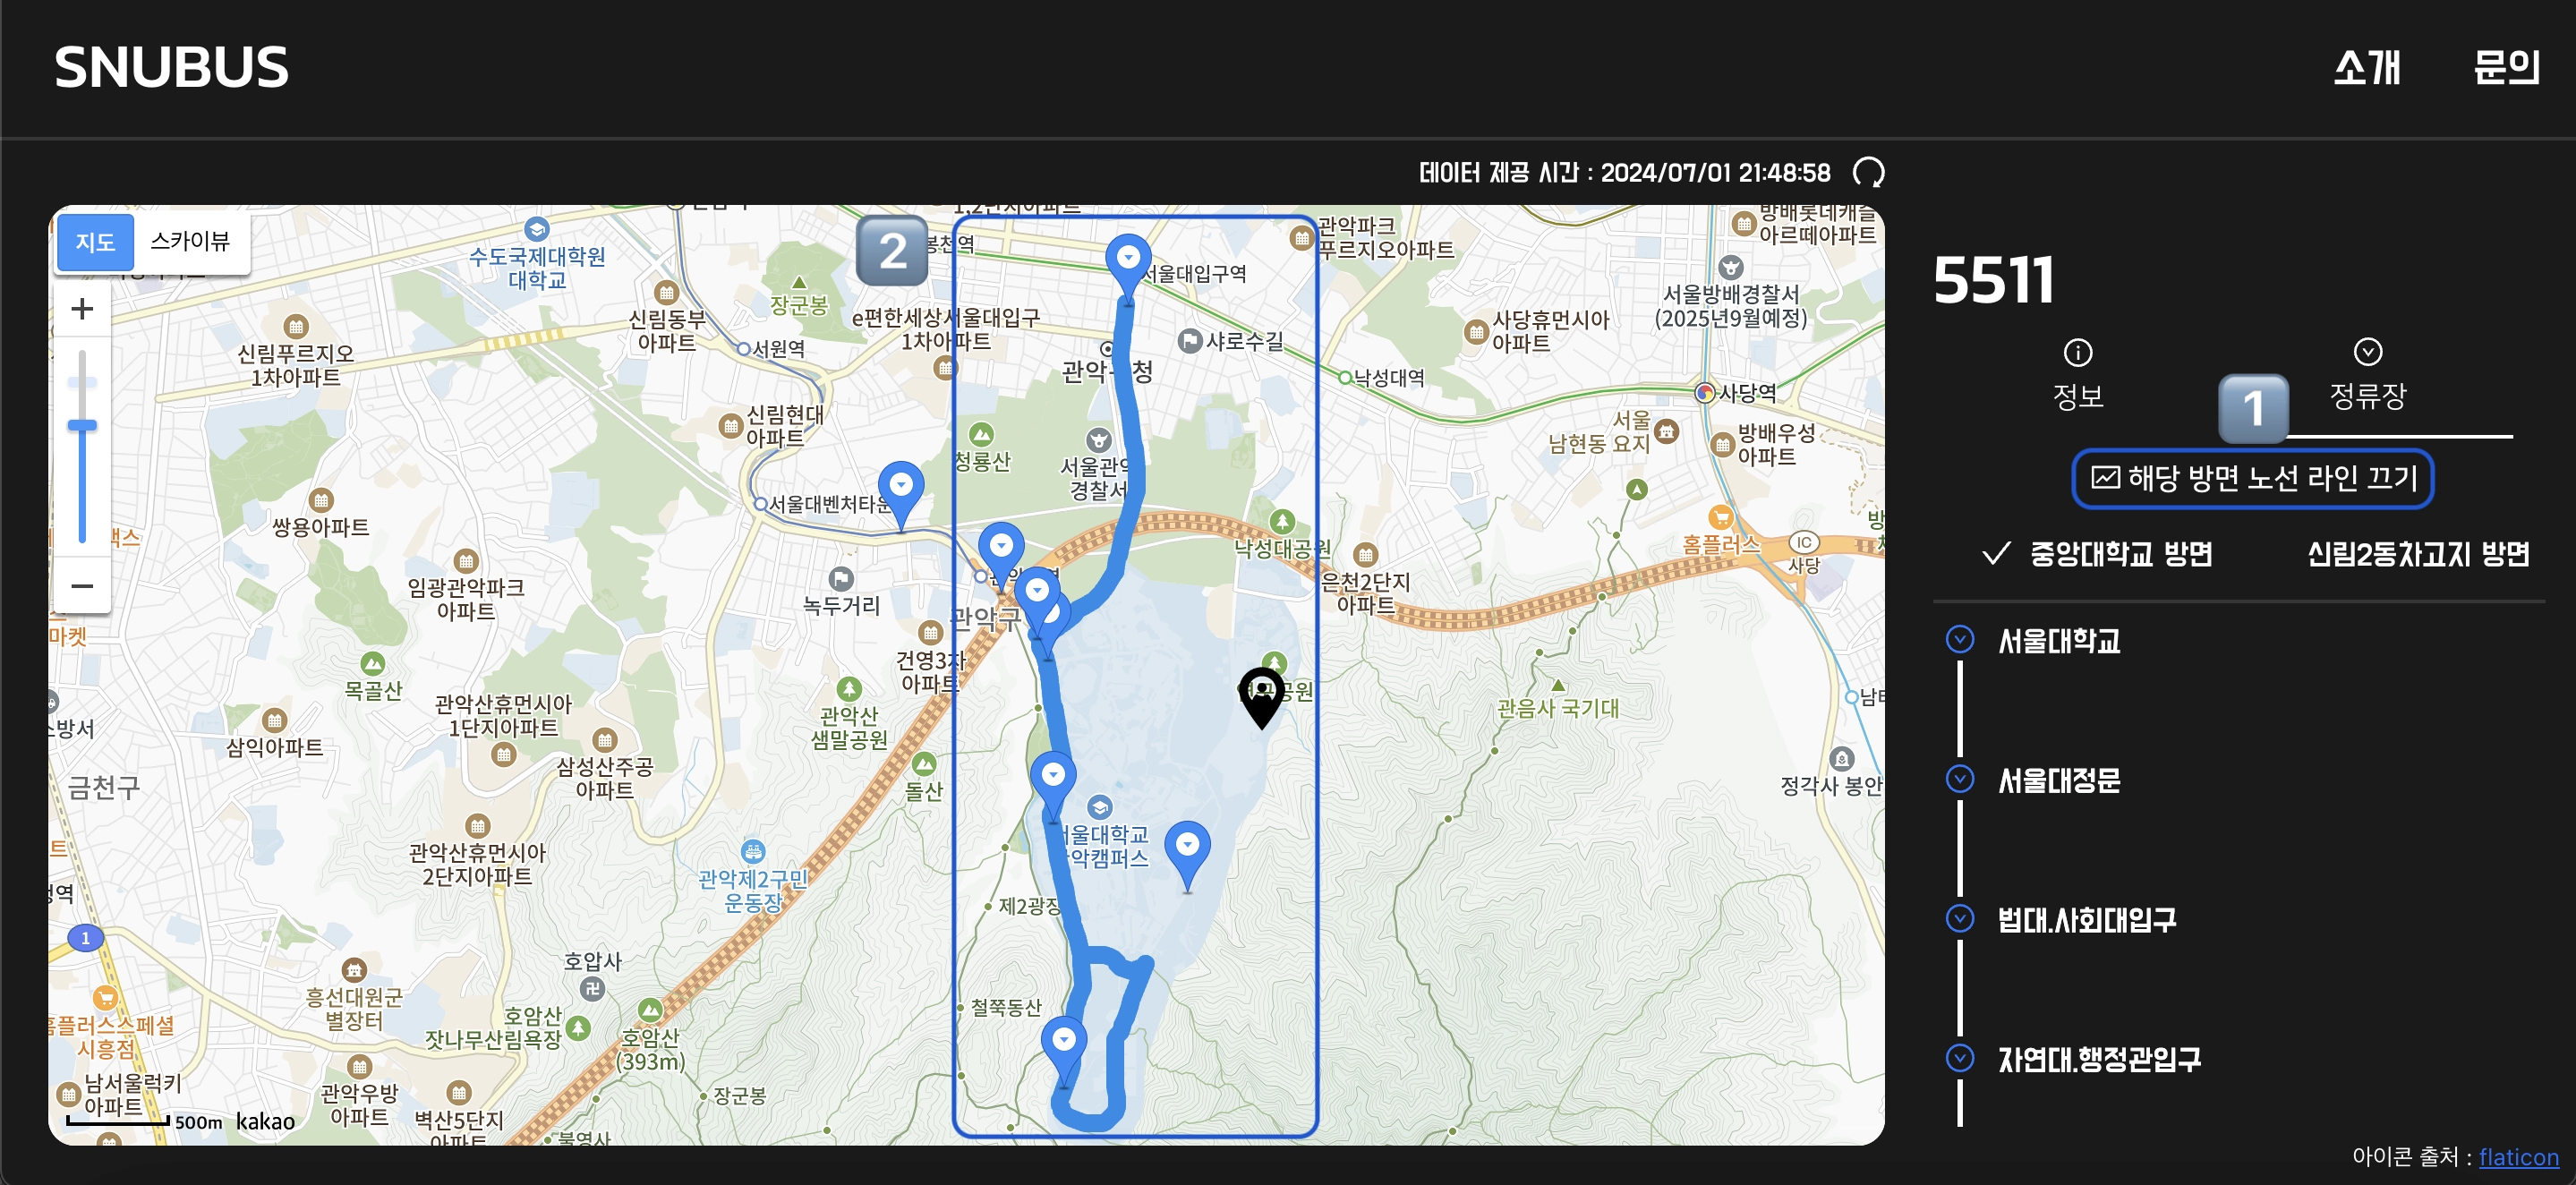 SNUBUS
소개
문의
데이터 제공 시간 : 2024/07/01 21:48:58
지도
스카이뷰
수도국제대학원
대학교
장군봉
2
봉천역
서울대입구역
관악파크
푸르지오아파트
방배롯데캐슬
아르떼아파트
신림푸르지오
1차아파트
신림동부
아파트
서원역
e편한세상서울대입구
1차아파트
샤로수길
낙성대역
사당휴먼시아
아파트
서울방배경찰서
(2025년9월예정)
사당역
신림현대
아파트
청룡산
서울관악
경찰서
서울
남현동 요지
방배우성
아파트
쌍용아파트
서울대벤처타운
낙성대공원
홈플러스
IC
사당
임광관악파크
아파트
녹두거리
관악구
은천2단지
아파트
목골산
건영3차
아파트
관악산휴먼시아
1단지아파트
관악산
샘말공원
관음사 국기대
삼익아파트
삼성산주공
아파트
돌산
금천구
정각사 봉안
관악산휴먼시아
2단지아파트
관악제2구민
운동장
제2광장
1
호압사
흥선대원군
별장터
철쭉동산
홈플러스스페셜
시흥점
호암산
잣나무산림욕장
호암산
(393m)
남서울럭키
아파트
관악우방
아파트
벽산5단지
아파트
장군봉
불영사
500m
kakao
5511
정보
정류장
1
해당 방면 노선 라인 끄기
중앙대학교 방면
신림2동차고지 방면
서울대학교
서울대정문
법대.사회대입구
자연대.행정관입구
아이콘 출처 : flaticon